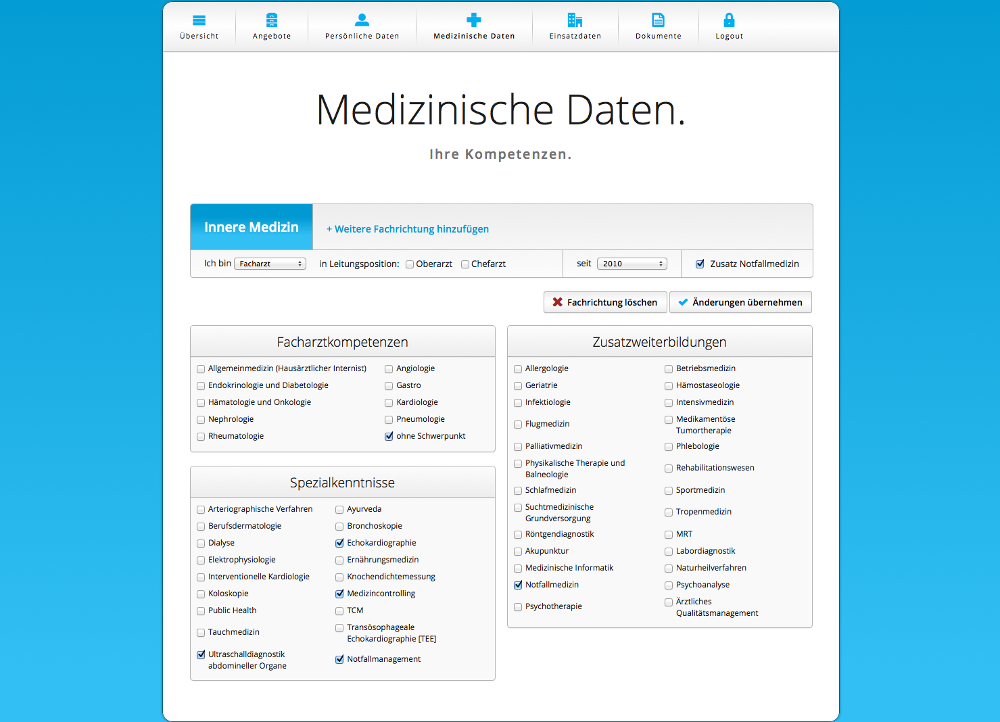 Übersicht Angebote Persönliche Daten Medizinische Daten Einsatzdaten Dokumente Logout
Medizinische Daten.
Ihre Kompetenzen.
Innere Medizin + Weitere Fachrichtung hinzufügen
Ich bin Facharzt in Leitungsposition: Oberarzt Chefarzt seit 2010 Zusatz Notfallmedizin
Fachrichtung löschen Änderungen übernehmen
Facharztkompetenzen
Allgemeinmedizin (Hausärztlicher Internist) Angiologie
Endokrinologie und Diabetologie Gastro
Hämatologie und Onkologie Kardiologie
Nephrologie Pneumologie
Rheumatologie ohne Schwerpunkt
Spezialkenntnisse
Arteriographische Verfahren Ayurveda
Berufsdermatologie Bronchoskopie
Dialyse Echokardiographie
Elektrophysiologie Ernährungsmedizin
Interventionelle Kardiologie Knochendichtemessung
Koloskopie Medizincontrolling
Public Health TCM
Tauchmedizin Transösophageale
Echokardiographie [TEE]
Ultraschalldiagnostik
abdomineller Organe Notfallmanagement
Zusatzweiterbildungen
Allergologie Betriebsmedizin
Geriatrie Hämostaseologie
Infektiologie Intensivmedizin
Flugmedizin Medikamentöse
Tumortherapie
Palliativmedizin Phlebologie
Physikalische Therapie und
Balneologie Rehabilitationswesen
Schlafmedizin Sportmedizin
Suchtmedizinische
Grundversorgung Tropenmedizin
Röntgendiagnostik MRT
Akupunktur Labordiagnostik
Medizinische Informatik Naturheilverfahren
Notfallmedizin Psychoanalyse
Psychotherapie Ärztliches
Qualitätsmanagement